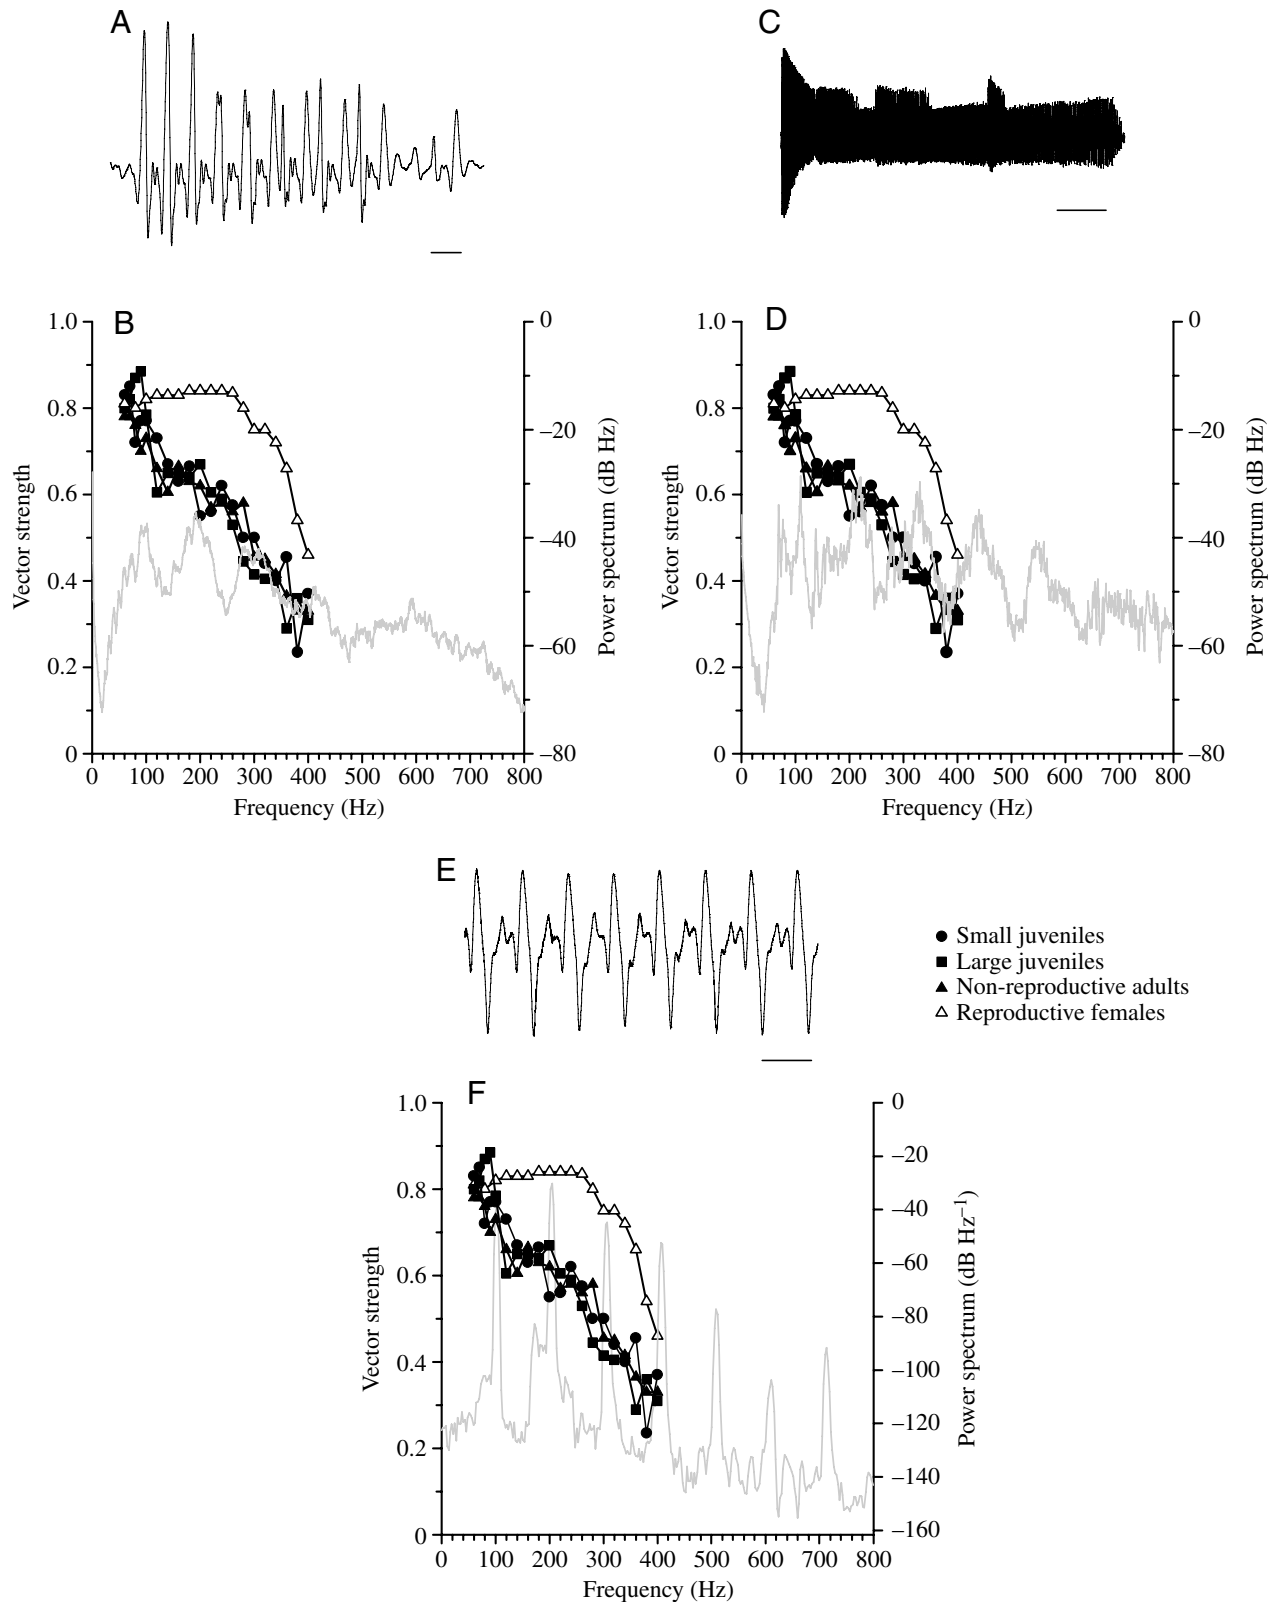 A
C
B
1.0
0.8
0.6
0.4
0.2
0
Vector strength
0
–20
–40
–60
–80
Power spectrum (dB Hz)
0 100 200 300 400 500 600 700 800
Frequency (Hz)
D
1.0
0.8
0.6
0.4
0.2
0
Vector strength
0
–20
–40
–60
–80
Power spectrum (dB Hz)
0 100 200 300 400 500 600 700 800
Frequency (Hz)
E
Small juveniles
Large juveniles
Non-reproductive adults
Reproductive females
F
1.0
0.8
0.6
0.4
0.2
0
Vector strength
0
–20
–40
–60
–80
–100
–120
–140
–160
Power spectrum (dB Hz⁻¹)
0 100 200 300 400 500 600 700 800
Frequency (Hz)